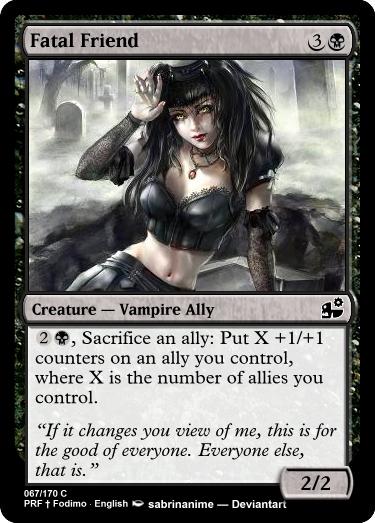 Fatal Friend 3
Creature — Vampire Ally
2 , Sacrifice an ally: Put X +1/+1
counters on an ally you control,
where X is the number of allies you
control.
“If it changes you view of me, this is for
the good of everyone. Everyone else,
that is.”
2/2
067/170 C
PRF † Fodimo · English sabrinanime — Deviantart